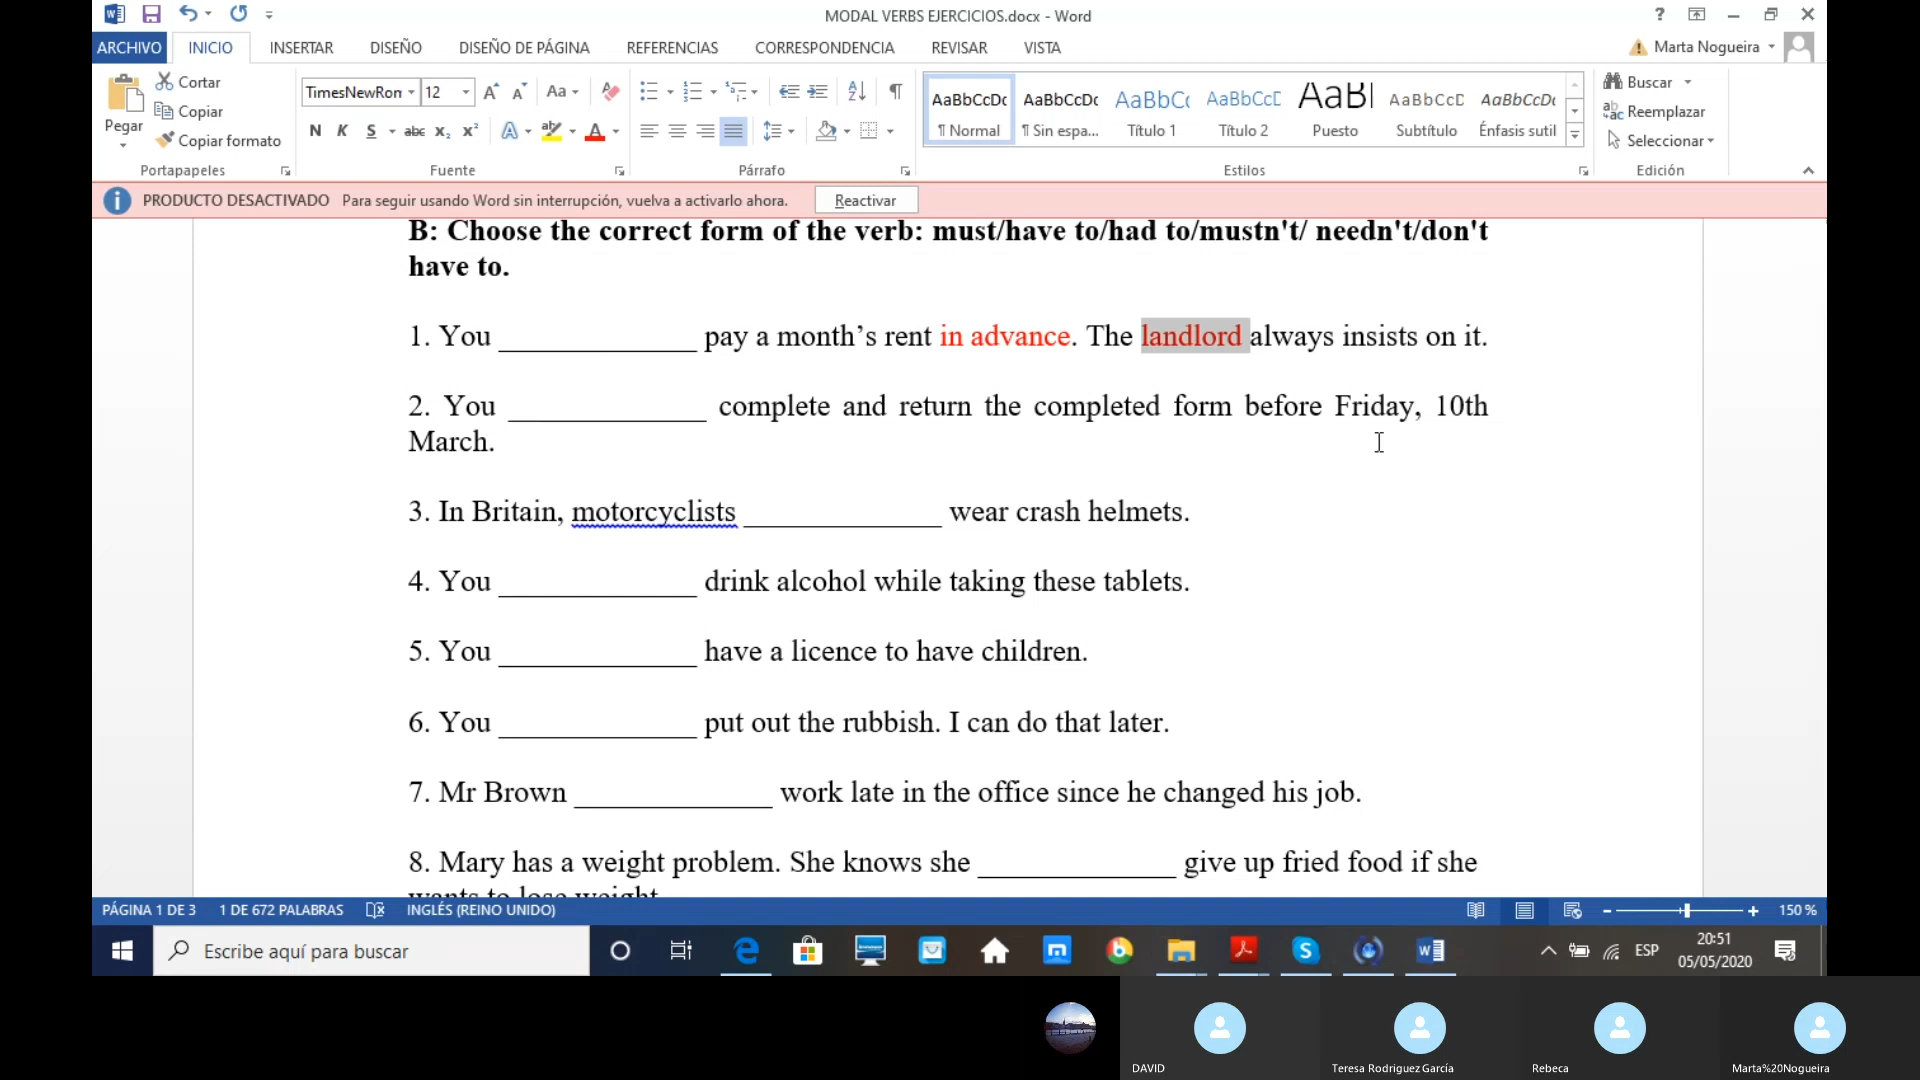 MODAL VERBS EJERCICIOS.docx - Word
?
ARCHIVO INICIO INSERTAR DISEÑO DISEÑO DE PÁGINA REFERENCIAS CORRESPONDENCIA REVISAR VISTA Marta Nogueira
Pegar
Cortar
Copiar
Copiar formato
Portapapeles
TimesNewRon 12 Aa
N K S abc x₂ x² A ab A
Fuente
Párrafo
AaBbCcDc AaBbCcDc AaBbCc AaBbCcE AaBl AaBbCcD AaBbCcDc
¶ Normal ¶ Sin espa... Título 1 Título 2 Puesto Subtítulo Énfasis sutil
Estilos
Buscar
Reemplazar
Seleccionar
Edición
PRODUCTO DESACTIVADO Para seguir usando Word sin interrupción, vuelva a activarlo ahora. Reactivar
B: Choose the correct form of the verb: must/have to/had to/mustn't/ needn't/don't
have to.
1. You _____________ pay a month’s rent in advance. The landlord always insists on it.
2. You _____________ complete and return the completed form before Friday, 10th
March.
3. In Britain, motorcyclists _____________ wear crash helmets.
4. You _____________ drink alcohol while taking these tablets.
5. You _____________ have a licence to have children.
6. You _____________ put out the rubbish. I can do that later.
7. Mr Brown _____________ work late in the office since he changed his job.
8. Mary has a weight problem. She knows she _____________ give up fried food if she
wants to lose weight
PÁGINA 1 DE 3 1 DE 672 PALABRAS INGLÉS (REINO UNIDO) 150 %
Escribe aquí para buscar
ESP
20:51
05/05/2020
DAVID Teresa Rodriguez García Rebeca Marta%20Nogueira